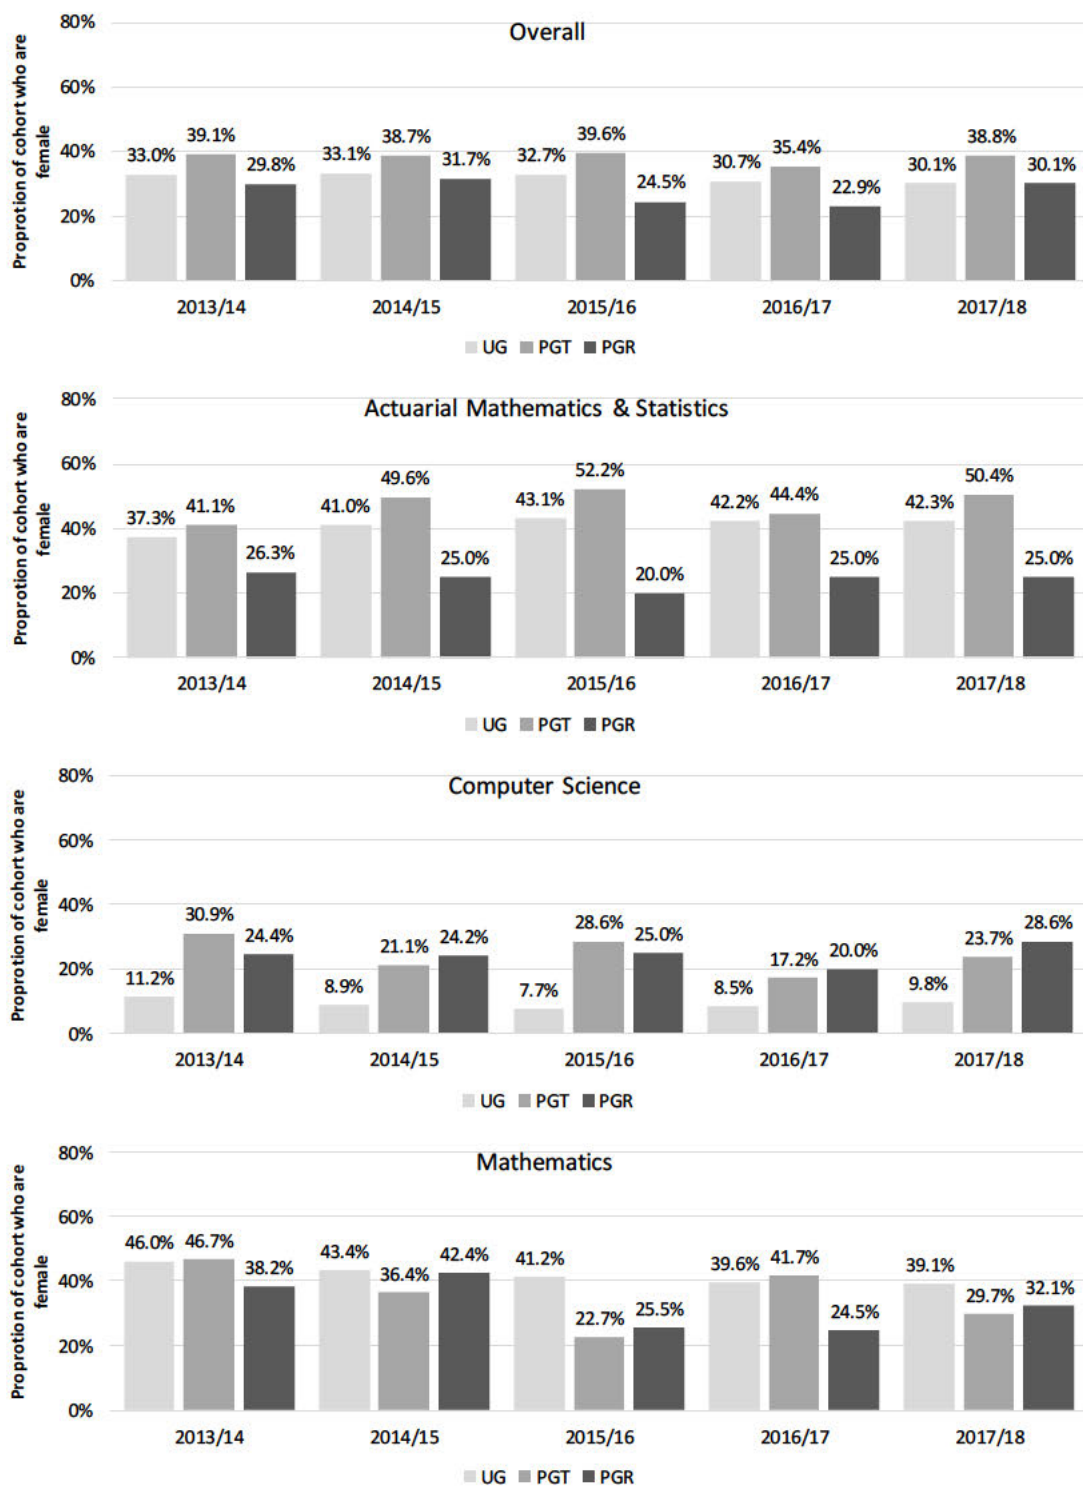 Overall
Proprotion of cohort who are
female
80%
60%
40%
20%
0%
33.0% 39.1% 29.8% 33.1% 38.7% 31.7% 32.7% 39.6% 24.5% 30.7% 35.4% 22.9% 30.1% 38.8% 30.1%
2013/14 2014/15 2015/16 2016/17 2017/18
UG PGT PGR
Actuarial Mathematics & Statistics
Proprotion of cohort who are
female
80%
60%
40%
20%
0%
37.3% 41.1% 26.3% 41.0% 49.6% 25.0% 43.1% 52.2% 20.0% 42.2% 44.4% 25.0% 42.3% 50.4% 25.0%
2013/14 2014/15 2015/16 2016/17 2017/18
UG PGT PGR
Computer Science
Proprotion of cohort who are
female
80%
60%
40%
20%
0%
11.2% 30.9% 24.4% 8.9% 21.1% 24.2% 7.7% 28.6% 25.0% 8.5% 17.2% 20.0% 9.8% 23.7% 28.6%
2013/14 2014/15 2015/16 2016/17 2017/18
UG PGT PGR
Mathematics
Proprotion of cohort who are
female
80%
60%
40%
20%
0%
46.0% 46.7% 38.2% 43.4% 36.4% 42.4% 41.2% 22.7% 25.5% 39.6% 41.7% 24.5% 39.1% 29.7% 32.1%
2013/14 2014/15 2015/16 2016/17 2017/18
UG PGT PGR